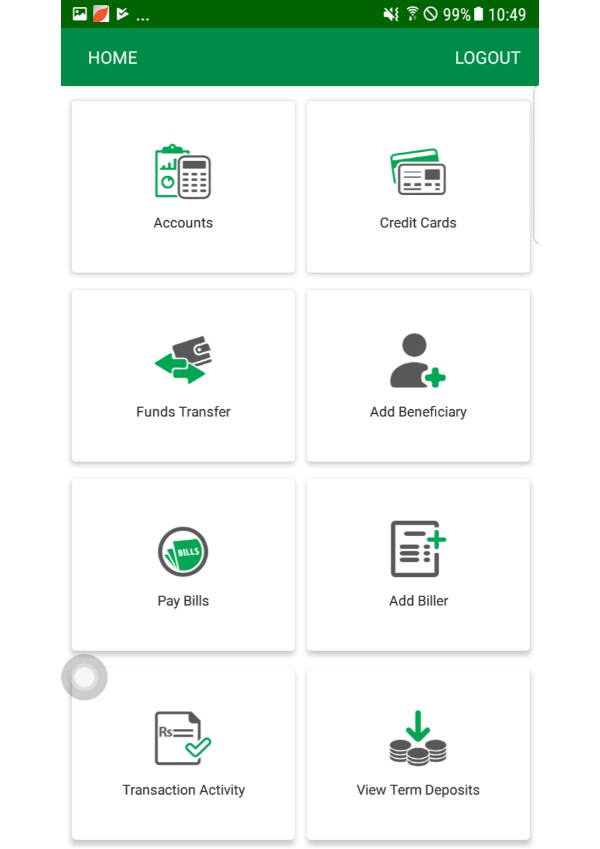 ... 99% 10:49
HOME LOGOUT
Accounts Credit Cards
Funds Transfer Add Beneficiary
BILLS
Pay Bills Add Biller
Rs
Transaction Activity View Term Deposits